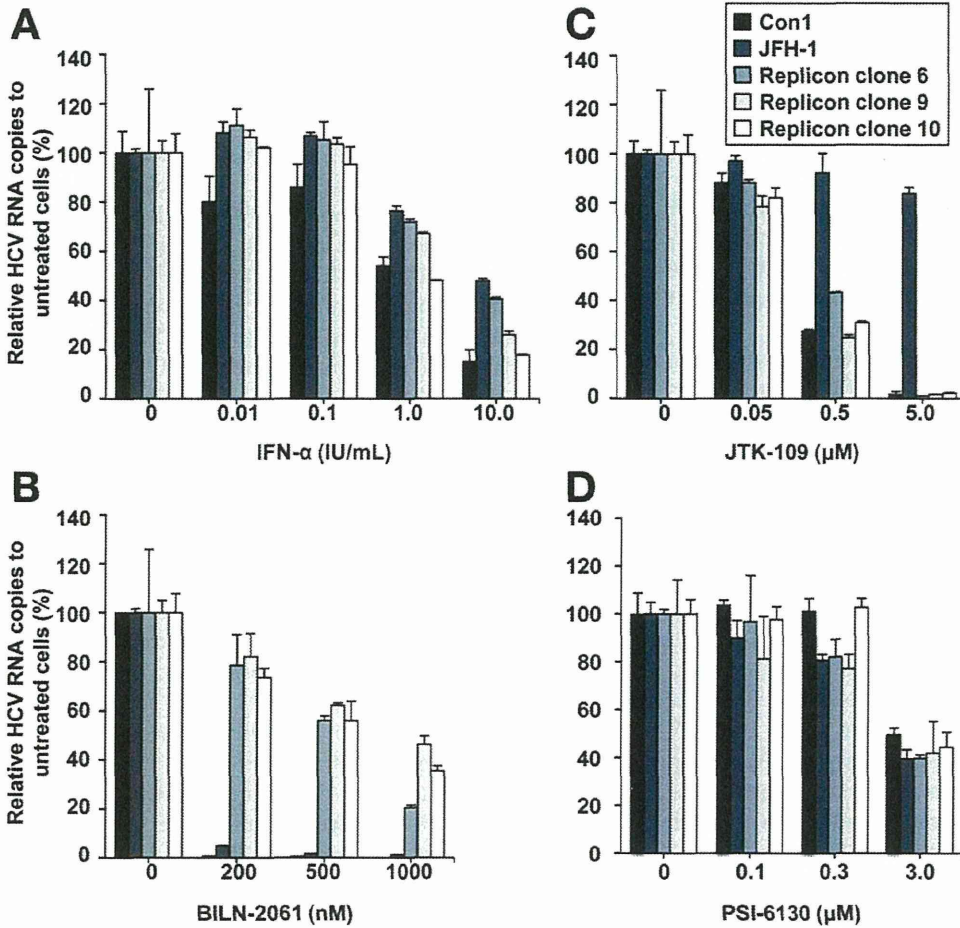 A
Relative HCV RNA copies to
untreated cells (%)
140
120
100
80
60
40
20
0
0 0.01 0.1 1.0 10.0
IFN-α (IU/mL)
C
Con1
JFH-1
Replicon clone 6
Replicon clone 9
Replicon clone 10
140
120
100
80
60
40
20
0
0 0.05 0.5 5.0
JTK-109 (µM)
B
Relative HCV RNA copies to
untreated cells (%)
140
120
100
80
60
40
20
0
0 200 500 1000
BILN-2061 (nM)
D
140
120
100
80
60
40
20
0
0 0.1 0.3 3.0
PSI-6130 (µM)